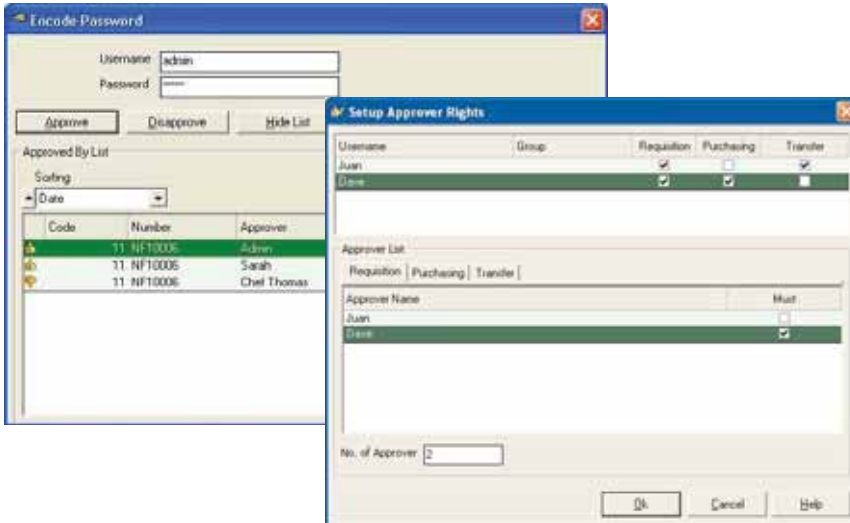 Encode Password
Username admin
Password
Approve Disapprove Hide List
Approved By List
Sorting
Date
Code Number Approver
11 NF10006 Admin
11 NF10006 Sarah
11 NF10006 Chef Thomas
Setup Approver Rights
Username Group Requisition Purchasing Transfer
Juan
Dave
Approver List
Requisition Purchasing Transfer
Approver Name Must
Juan
Dave
No. of Approver 2
Ok Cancel Help